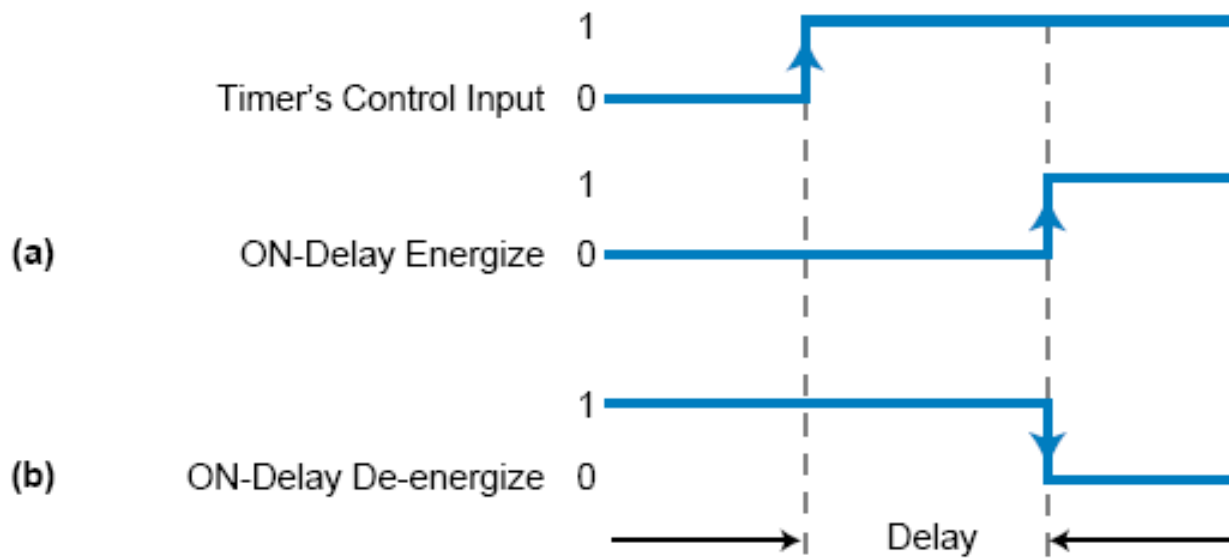 1
Timer's Control Input 0
1
(a) ON-Delay Energize 0
1
(b) ON-Delay De-energize 0
Delay